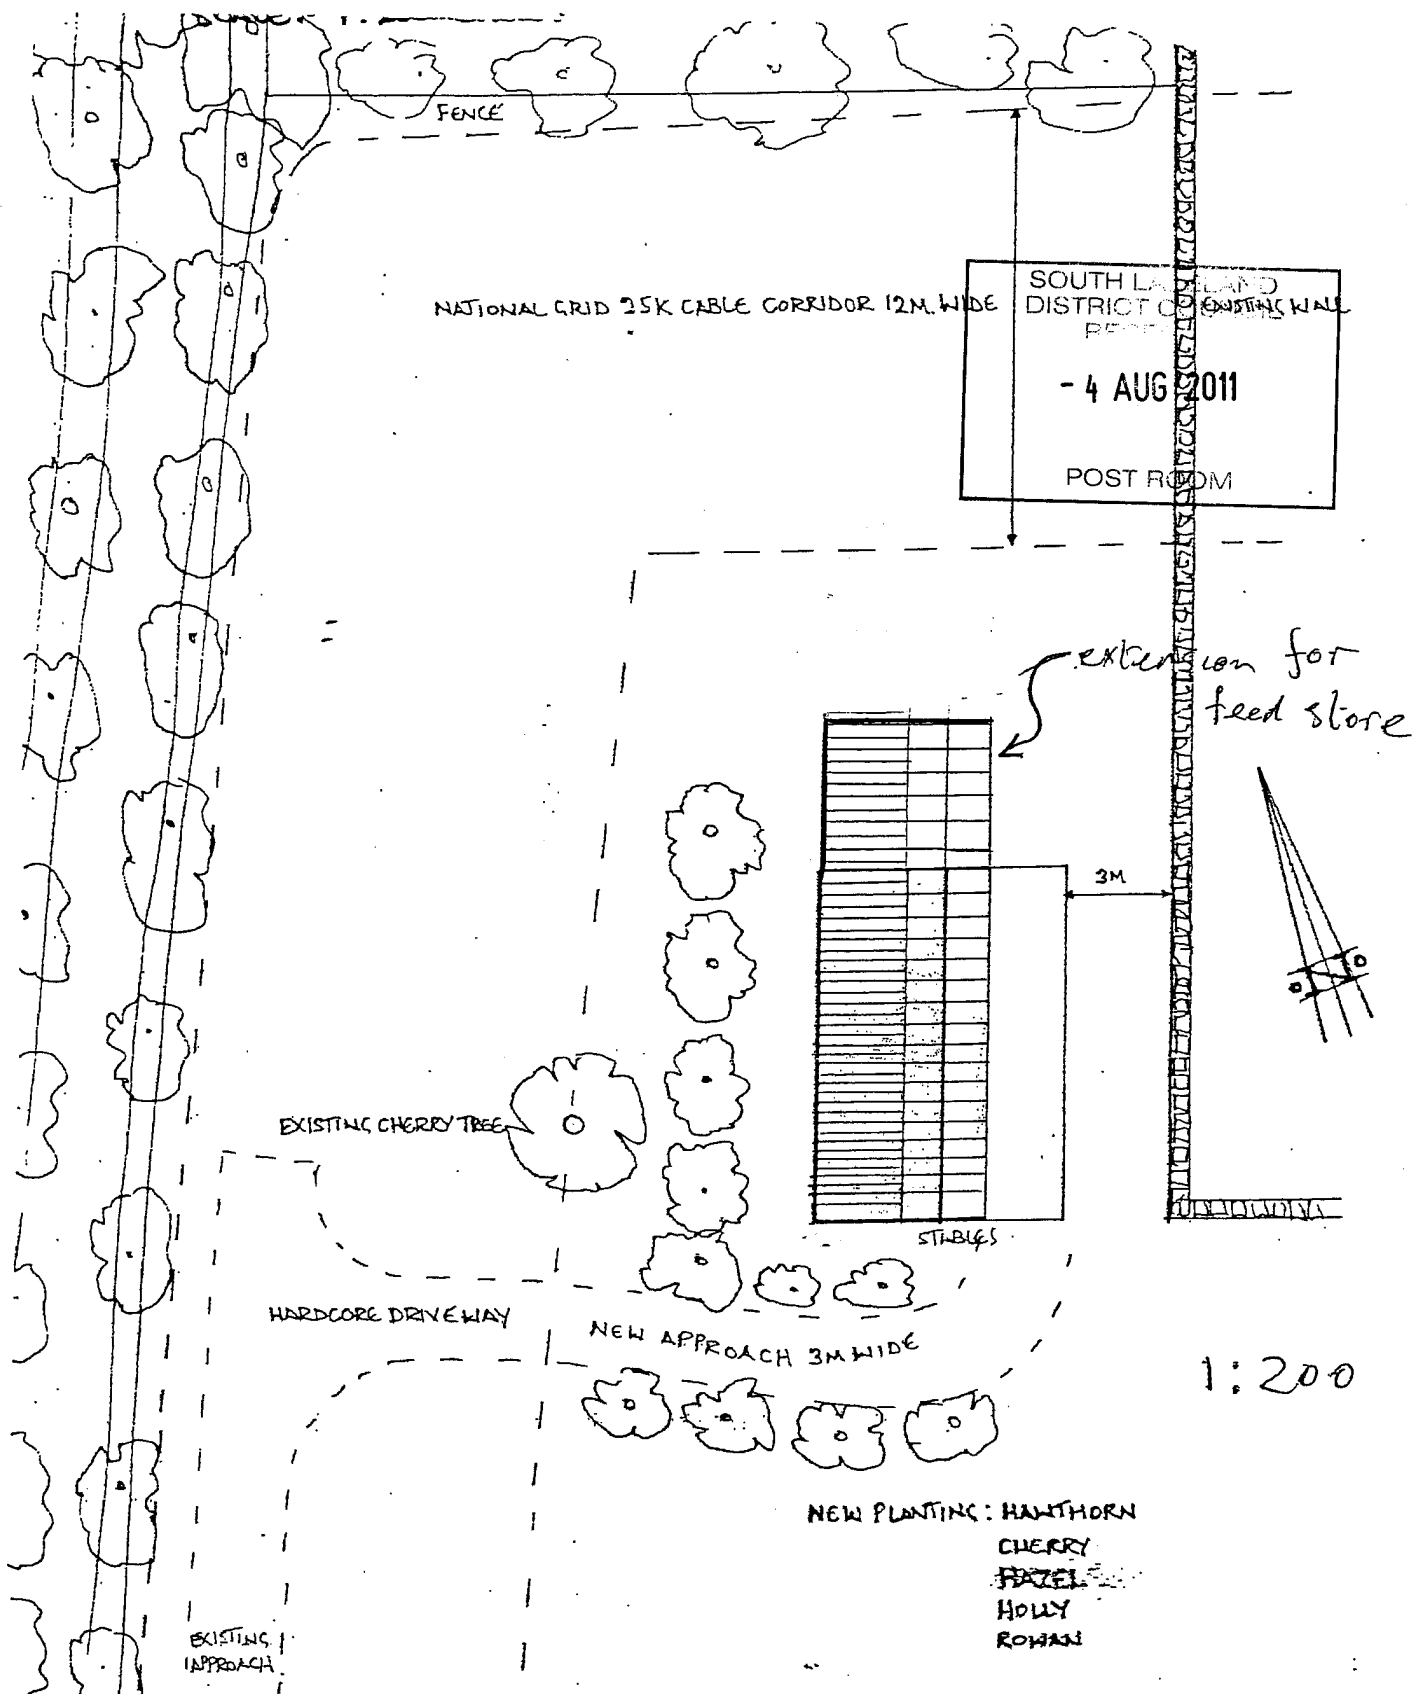 FENCE
NATIONAL GRID 25K CABLE CORRIDOR 12M. WIDE
SOUTH LAKELAND
DISTRICT
EXISTING WALL
- 4 AUG 2011
POST ROOM
extension for
feed store
3M
EXISTING CHERRY TREE
STABLES
HARDCORE DRIVEWAY
NEW APPROACH 3M WIDE
1:200
NEW PLANTING: HAWTHORN
CHERRY
HAZEL
HOLLY
ROWAN
EXISTING
APPROACH